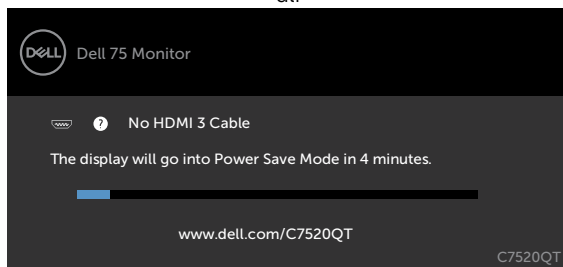 or
DELL
Dell 75 Monitor
? No HDMI 3 Cable
The display will go into Power Save Mode in 4 minutes.
www.dell.com/C7520QT
C7520QT